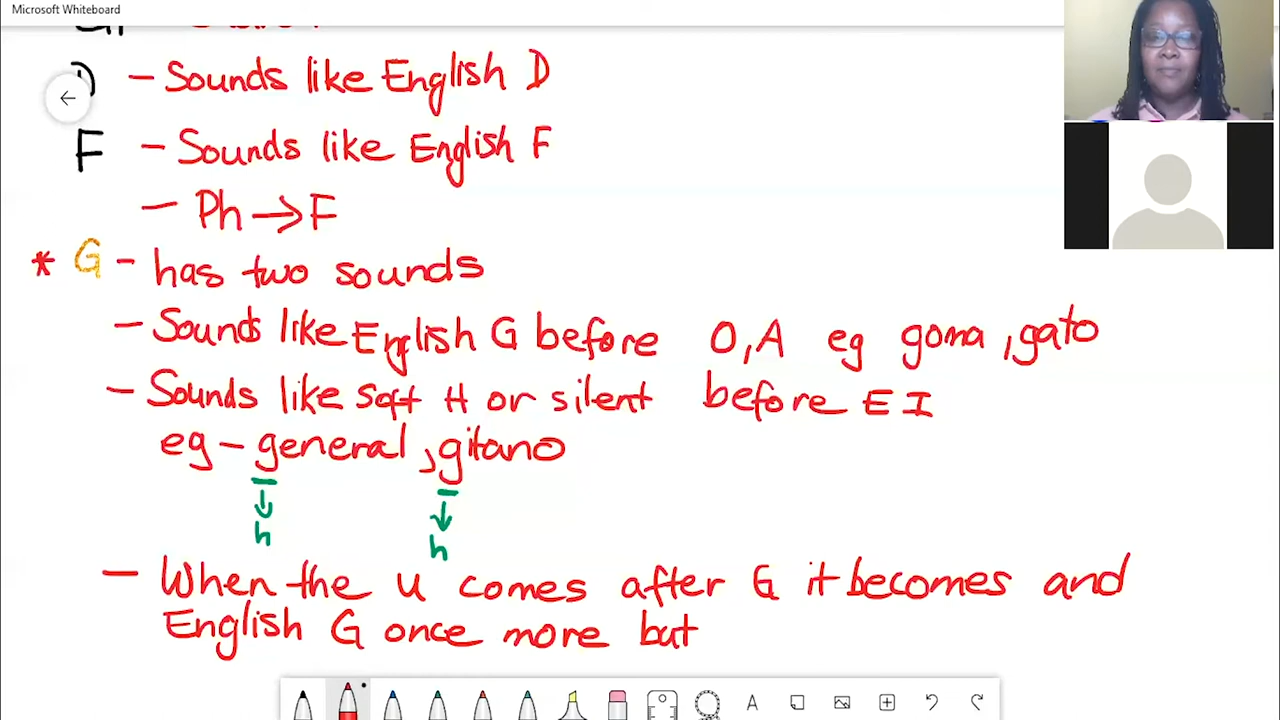 Microsoft Whiteboard
D - Sounds like English D
F - Sounds like English F
- Ph → F
* G - has two sounds
- Sounds like English G before O, A eg goma, gato
- Sounds like soft H or silent before E I
eg - general, gitano
↓ ↓
h h
- When the u comes after G it becomes and
English G once more but
A